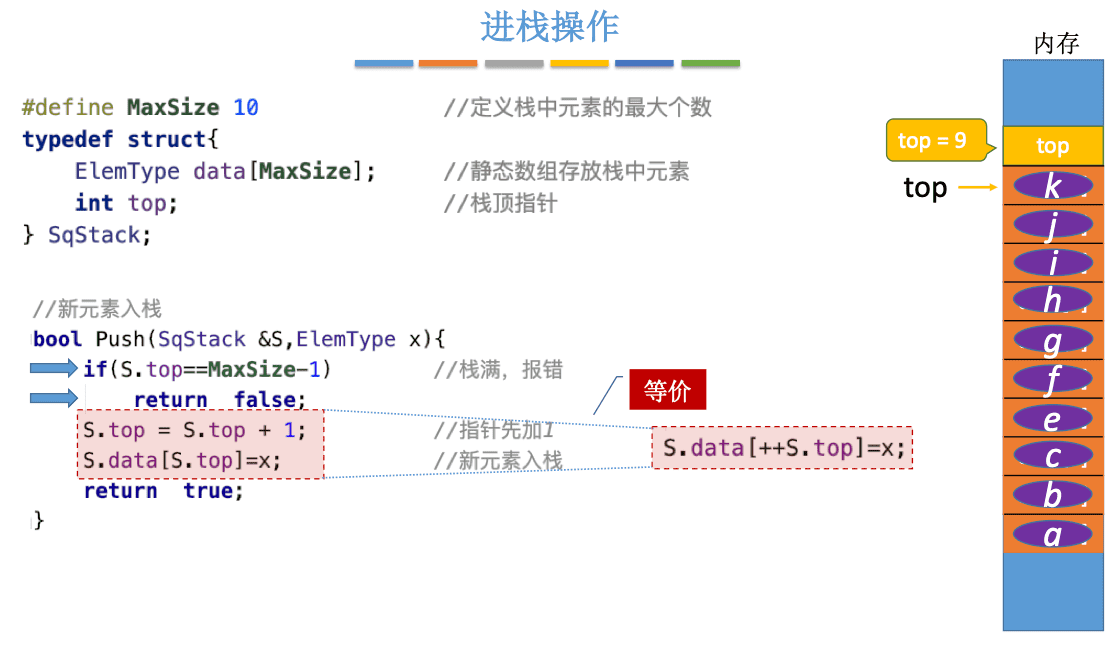 进栈操作
内存
#define MaxSize 10 //定义栈中元素的最大个数
typedef struct{
ElemType data[MaxSize]; //静态数组存放栈中元素
int top; //栈顶指针
} SqStack;
//新元素入栈
bool Push(SqStack &S,ElemType x){
if(S.top==MaxSize-1) //栈满，报错
return false;
S.top = S.top + 1; //指针先加1
S.data[S.top]=x; //新元素入栈
return true;
}
等价
S.data[++S.top]=x;
top = 9
top
top
k
j
i
h
g
f
e
c
b
a